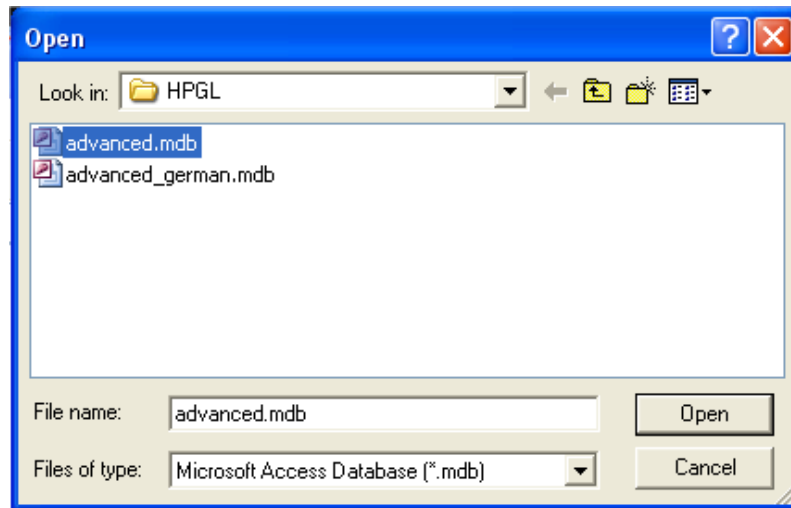 Open
Look in: HPGL
advanced.mdb
advanced_german.mdb
File name: advanced.mdb Open
Files of type: Microsoft Access Database (*.mdb) Cancel